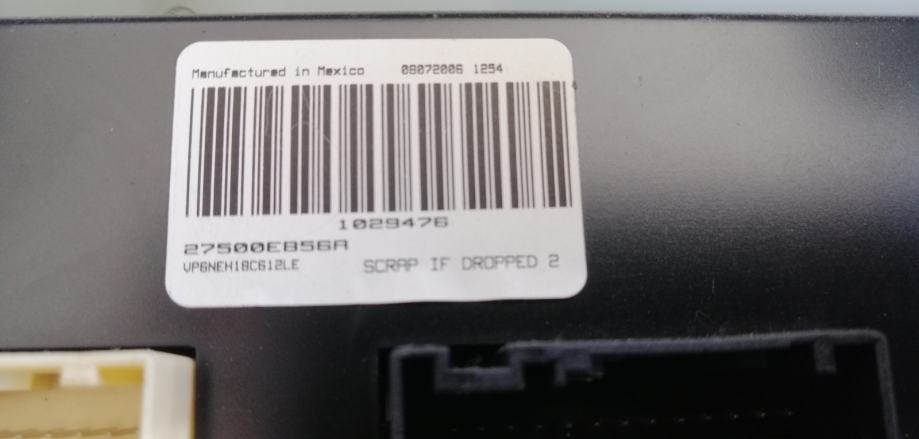 Manufactured in Mexico 08072006 1254
1029476
27500EB56A
VP6NEH18C612LE
SCRAP IF DROPPED 2